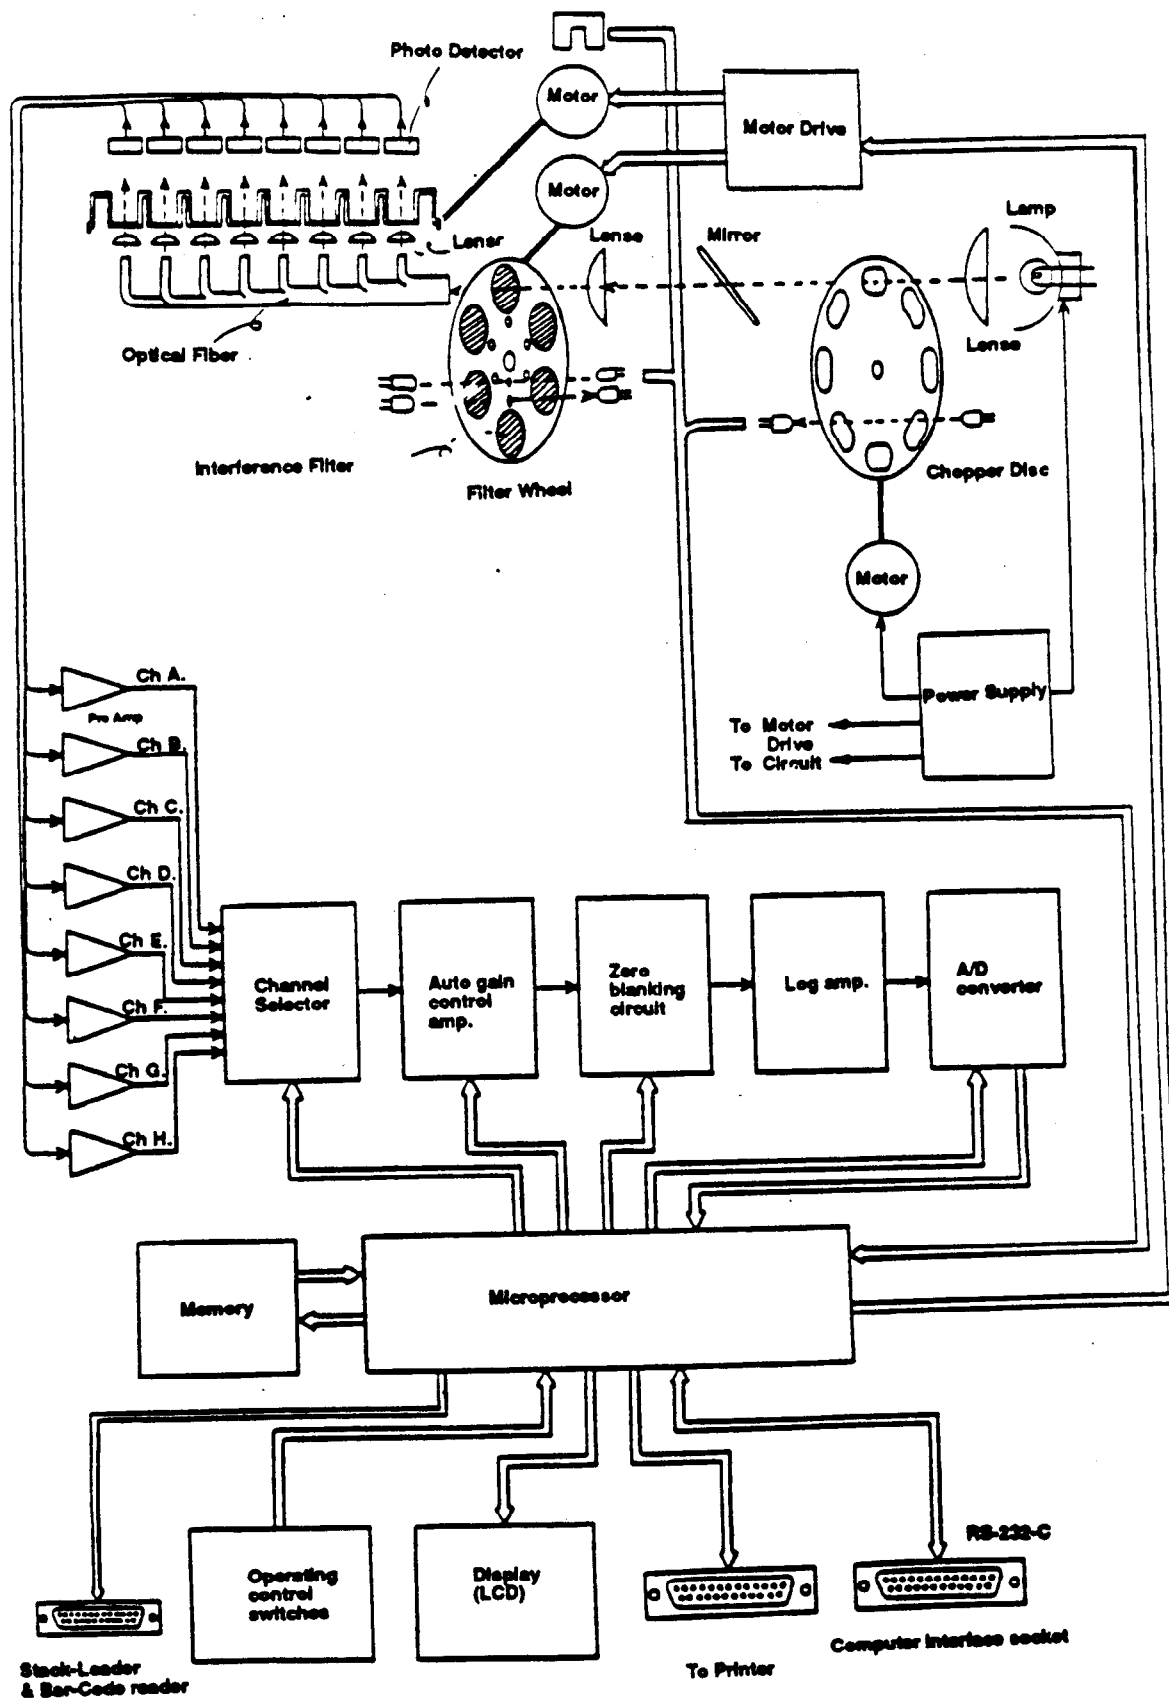 Photo Detector
Motor
Motor Drive
Motor
Lense
Mirror
Lamp
Lensr
Optical Fiber
Lense
Interference Filter
Filter Wheel
Chopper Disc
Motor
Power Supply
To Motor
Drive
To Circuit
Ch A.
Pre Amp
Ch B.
Ch C.
Ch D.
Ch E.
Ch F.
Ch G.
Ch H.
Channel
Selector
Auto gain
control
amp.
Zero
blanking
circuit
Log amp.
A/D
converter
Memory
Microprocessor
Operating
control
switches
Display
(LCD)
RS-232-C
Stack-Loader
& Bar-Code reader
To Printer
Computer Interface socket